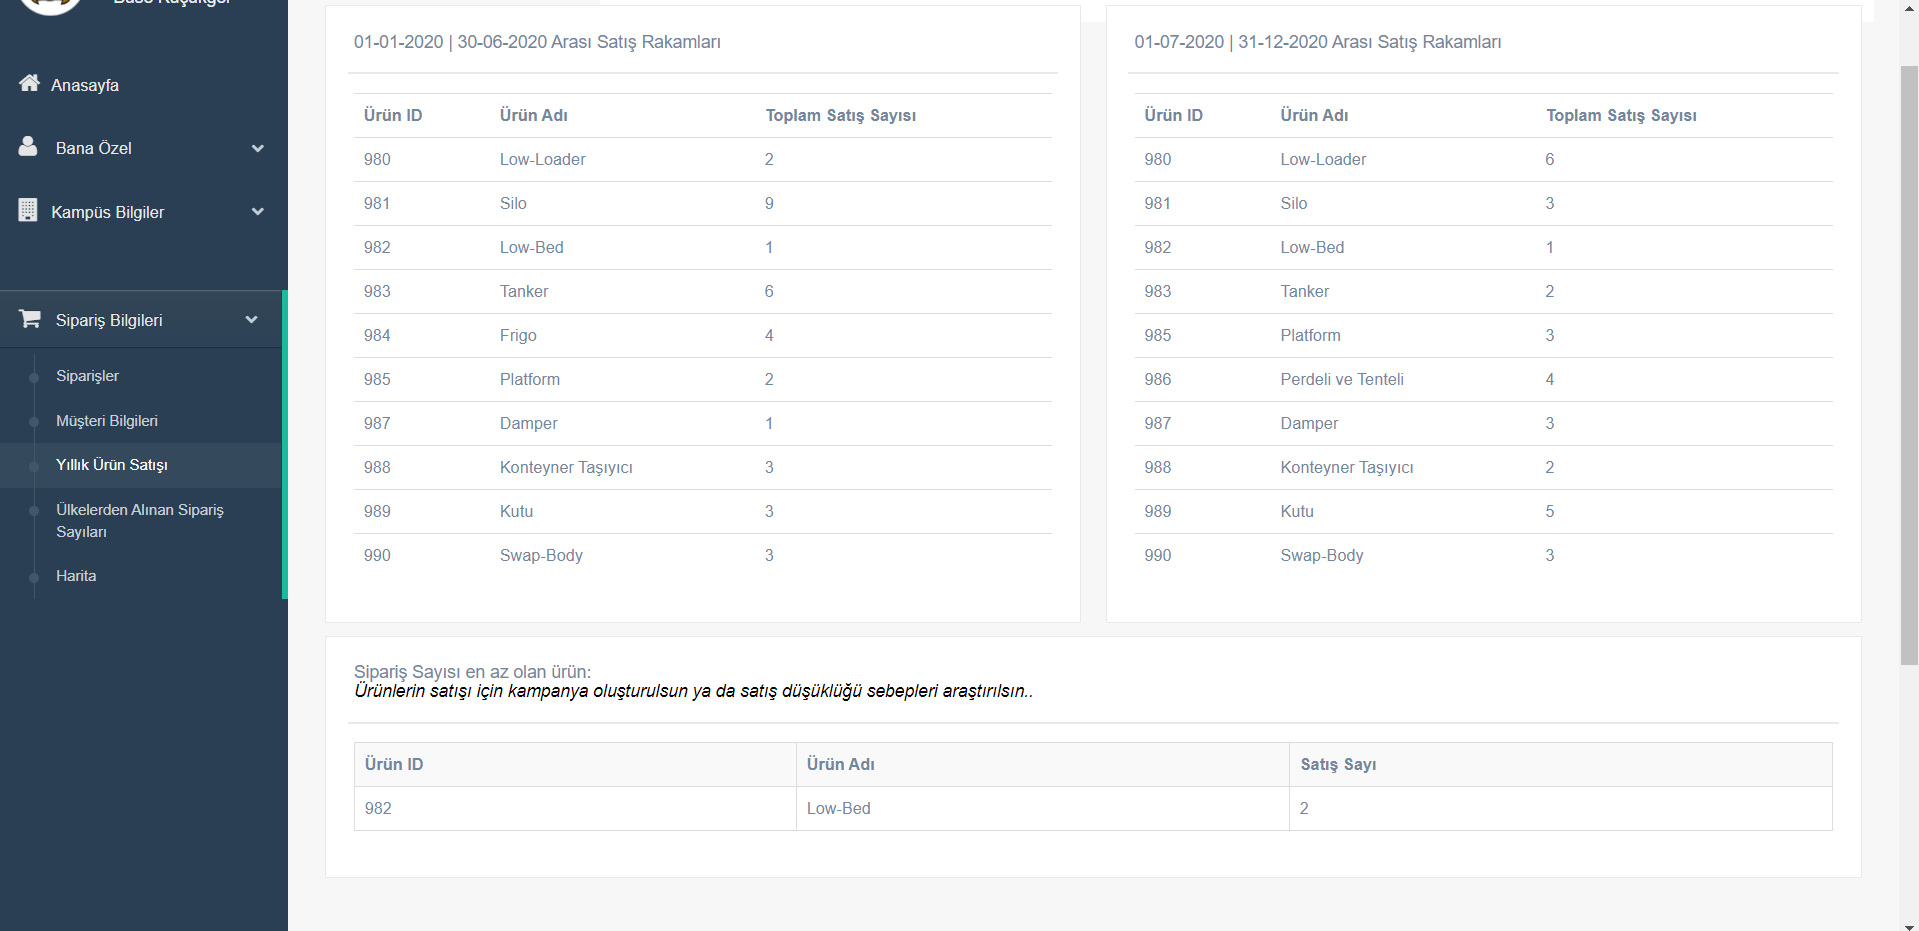 Anasayfa
Bana Özel
Kampüs Bilgiler
Sipariş Bilgileri
Siparişler
Müşteri Bilgileri
Yıllık Ürün Satışı
Ülkelerden Alınan Sipariş
Sayıları
Harita
01-01-2020 | 30-06-2020 Arası Satış Rakamları
Ürün ID Ürün Adı Toplam Satış Sayısı
980 Low-Loader 2
981 Silo 9
982 Low-Bed 1
983 Tanker 6
984 Frigo 4
985 Platform 2
987 Damper 1
988 Konteyner Taşıyıcı 3
989 Kutu 3
990 Swap-Body 3
01-07-2020 | 31-12-2020 Arası Satış Rakamları
Ürün ID Ürün Adı Toplam Satış Sayısı
980 Low-Loader 6
981 Silo 3
982 Low-Bed 1
983 Tanker 2
985 Platform 3
986 Perdeli ve Tenteli 4
987 Damper 3
988 Konteyner Taşıyıcı 2
989 Kutu 5
990 Swap-Body 3
Sipariş Sayısı en az olan ürün:
Ürünlerin satışı için kampanya oluşturulsun ya da satış düşüklüğü sebepleri araştırılsın..
Ürün ID Ürün Adı Satış Sayı
982 Low-Bed 2